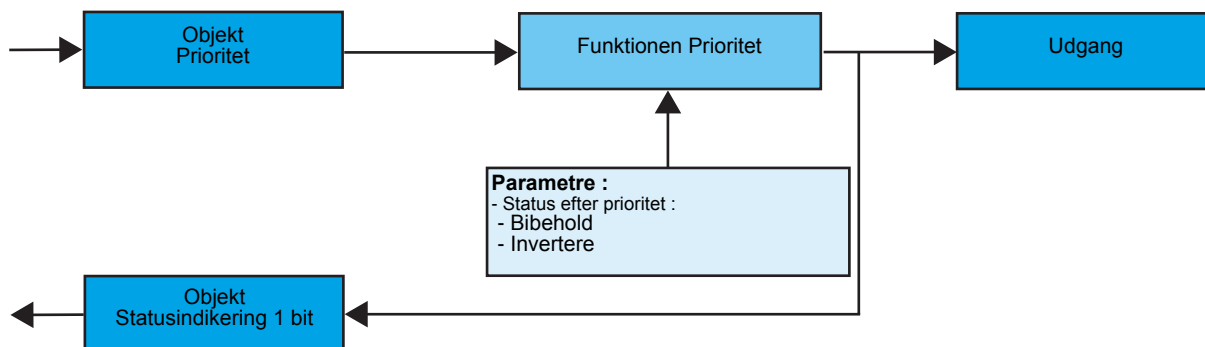 Objekt
Prioritet
Funktionen Prioritet
Udgang
Parametre :
- Status efter prioritet :
- Bibehold
- Invertere
Objekt
Statusindikering 1 bit